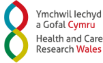 Ymchwil Iechyd
a Gofal Cymru
Health and Care
Research Wales